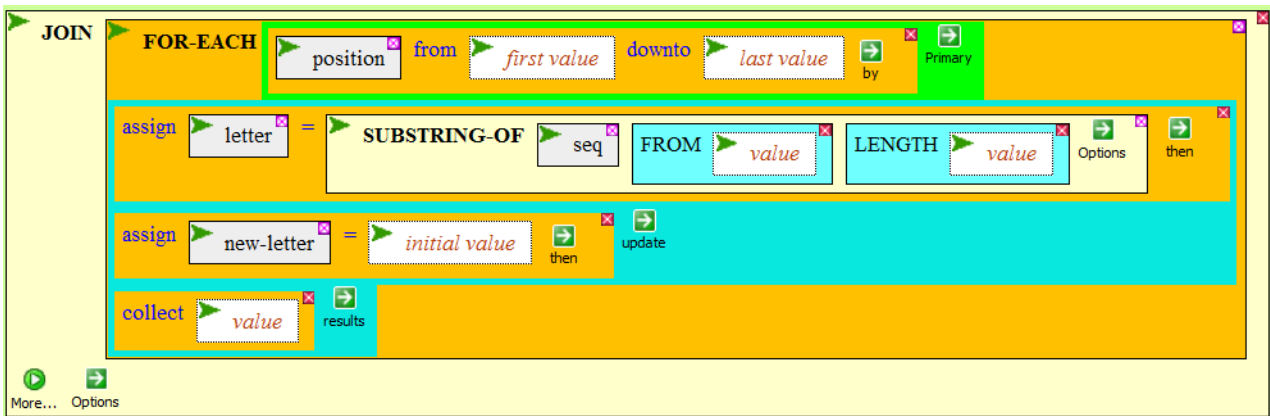 JOIN FOR-EACH position from first value downto last value by Primary
assign letter = SUBSTRING-OF seq FROM value LENGTH value Options then
assign new-letter = initial value then update
collect value results
More... Options